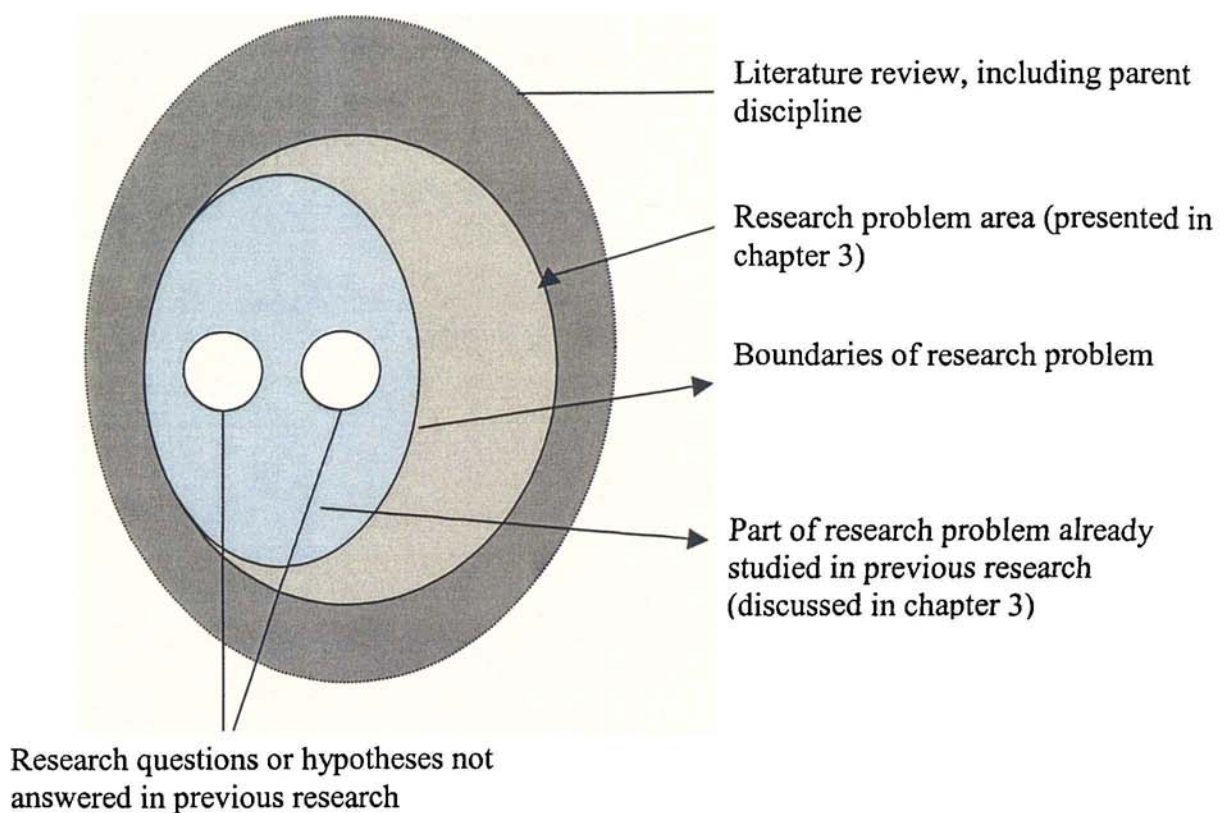 Literature review, including parent
discipline
Research problem area (presented in
chapter 3)
Boundaries of research problem
Part of research problem already
studied in previous research
(discussed in chapter 3)
Research questions or hypotheses not
answered in previous research